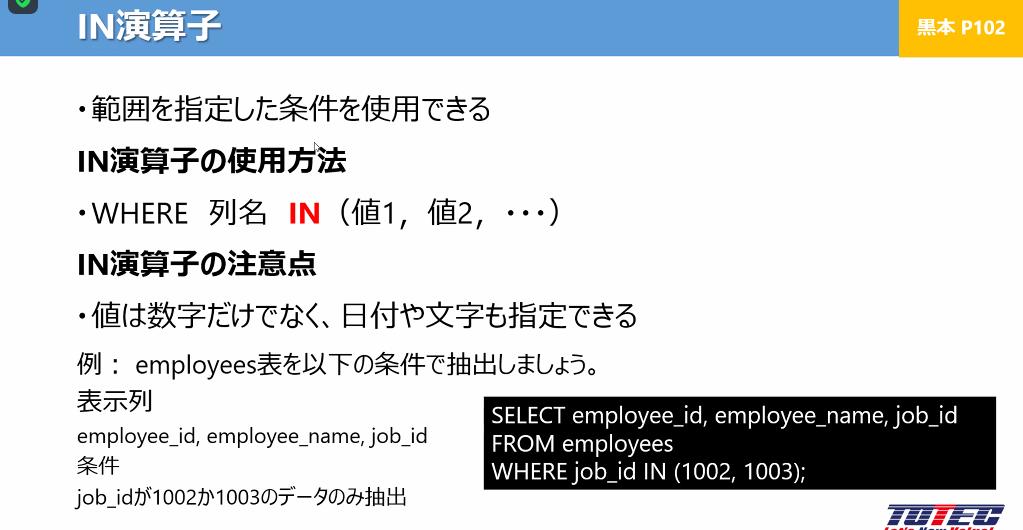 IN演算子
黒本 P102
・範囲を指定した条件を使用できる
IN演算子の使用方法
・WHERE 列名 IN（値1，値2，・・・）
IN演算子の注意点
・値は数字だけでなく、日付や文字も指定できる
例： employees表を以下の条件で抽出しましょう。
表示列
employee_id, employee_name, job_id
条件
job_idが1002か1003のデータのみ抽出
SELECT employee_id, employee_name, job_id
FROM employees
WHERE job_id IN (1002, 1003);
TOTEC